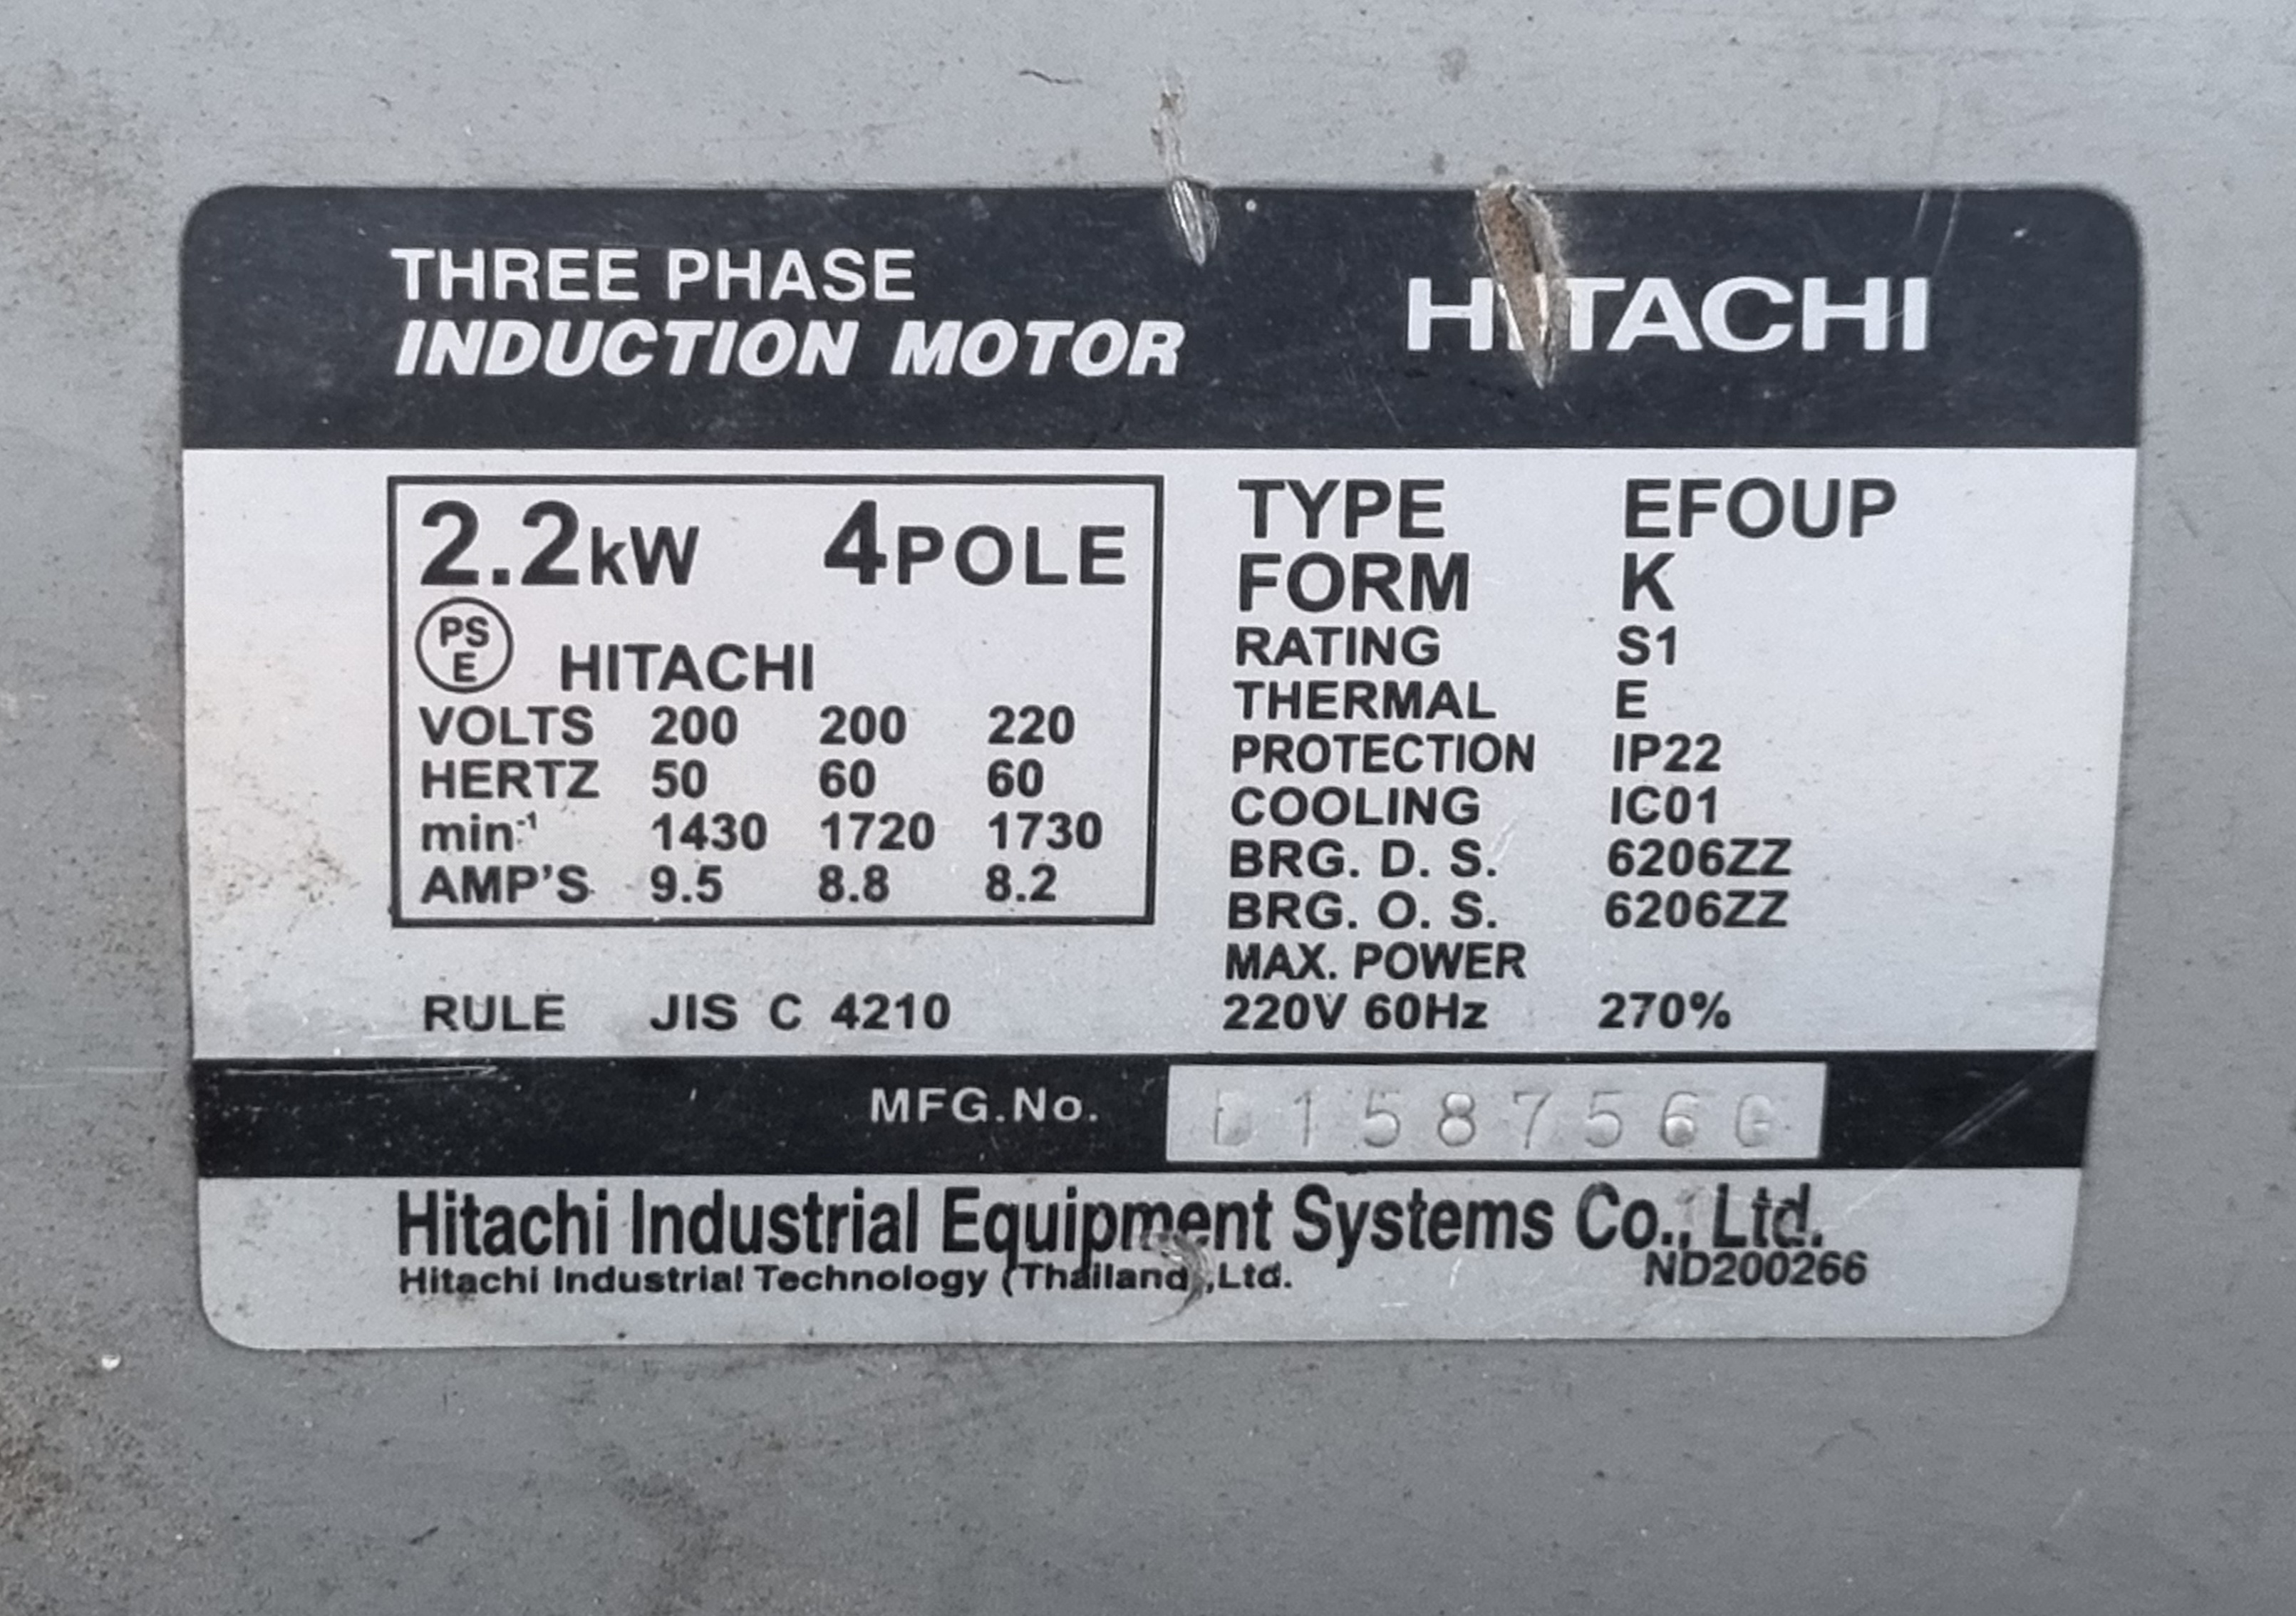 THREE PHASE
INDUCTION MOTOR
HITACHI
2.2kW 4POLE
PSE HITACHI
VOLTS 200 200 220
HERTZ 50 60 60
min-1 1430 1720 1730
AMP'S 9.5 8.8 8.2
RULE JIS C 4210
TYPE EFOUP
FORM K
RATING S1
THERMAL E
PROTECTION IP22
COOLING IC01
BRG. D. S. 6206ZZ
BRG. O. S. 6206ZZ
MAX. POWER
220V 60Hz 270%
MFG.No. D1587566
Hitachi Industrial Equipment Systems Co., Ltd.
Hitachi Industrial Technology (Thailand),Ltd.
ND200266